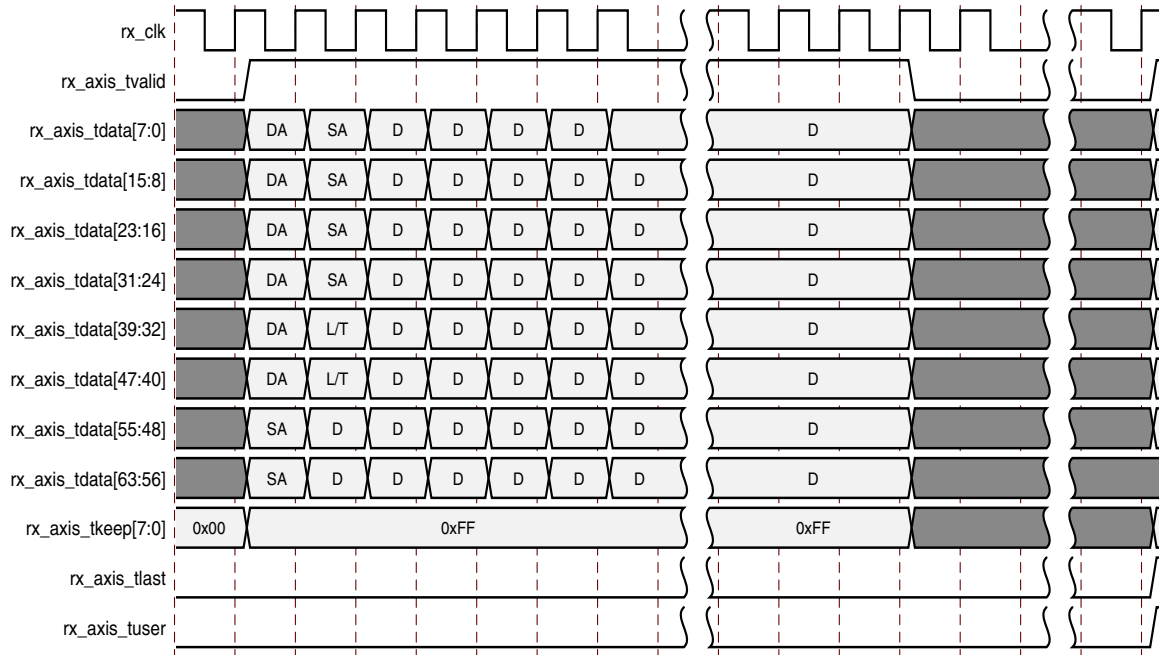 rx_clk
rx_axis_tvalid
rx_axis_tdata[7:0] DA SA D D D D D
rx_axis_tdata[15:8] DA SA D D D D D D
rx_axis_tdata[23:16] DA SA D D D D D D
rx_axis_tdata[31:24] DA SA D D D D D D
rx_axis_tdata[39:32] DA L/T D D D D D D
rx_axis_tdata[47:40] DA L/T D D D D D D
rx_axis_tdata[55:48] SA D D D D D D D
rx_axis_tdata[63:56] SA D D D D D D D
rx_axis_tkeep[7:0] 0x00 0xFF 0xFF
rx_axis_tlast
rx_axis_tuser